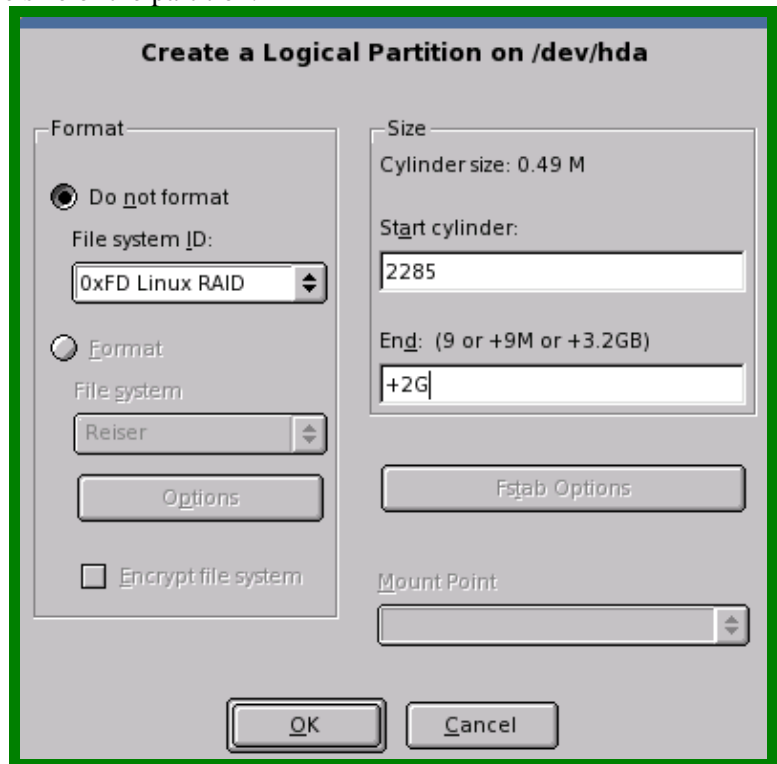 Create a Logical Partition on /dev/hda
Format
Do not format
File system ID:
0xFD Linux RAID
Format
File system
Reiser
Options
Encrypt file system
Size
Cylinder size: 0.49 M
Start cylinder:
2285
End: (9 or +9M or +3.2GB)
+2G
Fstab Options
Mount Point
OK
Cancel